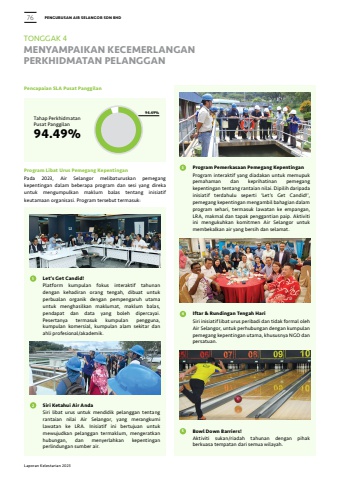 76
PENGURUSAN AIR SELANGOR SDN BHD
TONGGAK 4
MENYAMPAIKAN KECEMERLANGAN
PERKHIDMATAN PELANGGAN
Pencapaian SLA Pusat Panggilan
Tahap Perkhidmatan
Pusat Panggilan
94.49%
94.49%
Program Libat Urus Pemegang Kepentingan
Pada 2023, Air Selangor melibaturuskan pemegang
kepentingan dalam beberapa program dan sesi yang direka
untuk mengumpulkan maklum balas tentang inisiatif
keutamaan organisasi. Program tersebut termasuk:
1 Let's Get Candid!
Platform kumpulan fokus interaktif tahunan
dengan kehadiran orang tengah, dibuat untuk
perbualan organik dengan pempengaruh utama
untuk menghasilkan maklumat, maklum balas,
pendapat dan data yang boleh dipercayai.
Pesertanya termasuk kumpulan pengguna,
kumpulan komersial, kumpulan alam sekitar dan
ahli profesional/akademik.
2 Siri Ketahui Air Anda
Siri libat urus untuk mendidik pelanggan tentang
rantaian nilai Air Selangor, yang merangkumi
lawatan ke LRA. Inisiatif ini bertujuan untuk
mewujudkan pelanggan termaklum, mengeratkan
hubungan, dan menyerlahkan kepentingan
perlindungan sumber air.
3 Program Pemerkasaan Pemegang Kepentingan
Program interaktif yang diadakan untuk memupuk
pemahaman dan keprihatinan pemegang
kepentingan tentang rantaian nilai. Dipilih daripada
inisiatif terdahulu seperti 'Let's Get Candid!',
pemegang kepentingan mengambil bahagian dalam
program sehari, termasuk lawatan ke empangan,
LRA, makmal dan tapak penggantian paip. Aktiviti
ini mengukuhkan komitmen Air Selangor untuk
membekalkan air yang bersih dan selamat.
4 Iftar & Rundingan Tengah Hari
Siri inisiatif libat urus peribadi dan tidak formal oleh
Air Selangor, untuk perhubungan dengan kumpulan
pemegang kepentingan utama, khususnya NGO dan
persatuan.
5 Bowl Down Barriers!
Aktiviti sukan/riadah tahunan dengan pihak
berkuasa tempatan dari semua wilayah.
Laporan Kelestarian 2023